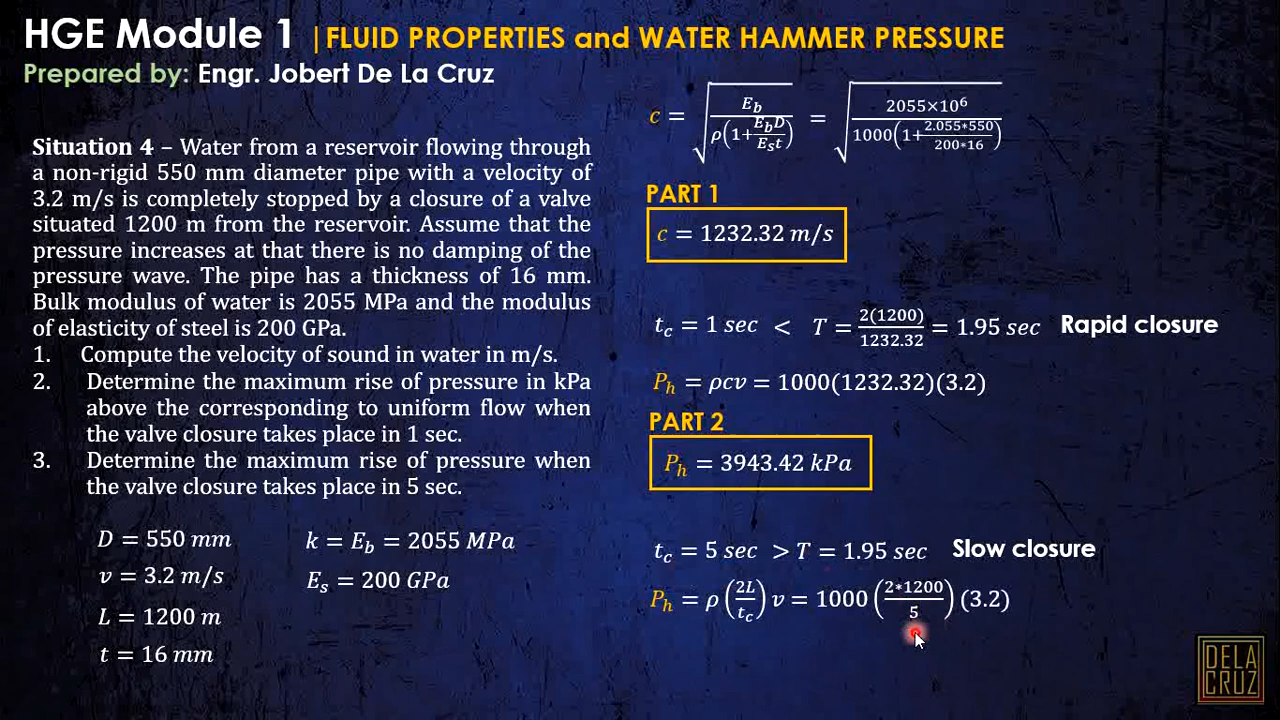 HGE Module 1 | FLUID PROPERTIES and WATER HAMMER PRESSURE
Prepared by: Engr. Jobert De La Cruz
Situation 4 – Water from a reservoir flowing through
a non-rigid 550 mm diameter pipe with a velocity of
3.2 m/s is completely stopped by a closure of a valve
situated 1200 m from the reservoir. Assume that the
pressure increases at that there is no damping of the
pressure wave. The pipe has a thickness of 16 mm.
Bulk modulus of water is 2055 MPa and the modulus
of elasticity of steel is 200 GPa.
1. Compute the velocity of sound in water in m/s.
2. Determine the maximum rise of pressure in kPa
above the corresponding to uniform flow when
the valve closure takes place in 1 sec.
3. Determine the maximum rise of pressure when
the valve closure takes place in 5 sec.
D = 550 mm
v = 3.2 m/s
L = 1200 m
t = 16 mm
k = E_b = 2055 MPa
E_s = 200 GPa
c = √(E_b / ρ(1+E_bD/E_st)) = √(2055×10⁶ / 1000(1+2.055*550/200*16))
PART 1
c = 1232.32 m/s
t_c = 1 sec < T = 2(1200)/1232.32 = 1.95 sec Rapid closure
P_h = ρcv = 1000(1232.32)(3.2)
PART 2
P_h = 3943.42 kPa
t_c = 5 sec > T = 1.95 sec Slow closure
P_h = ρ(2L/t_c)v = 1000(2*1200/5)(3.2)
DELA
CRUZ